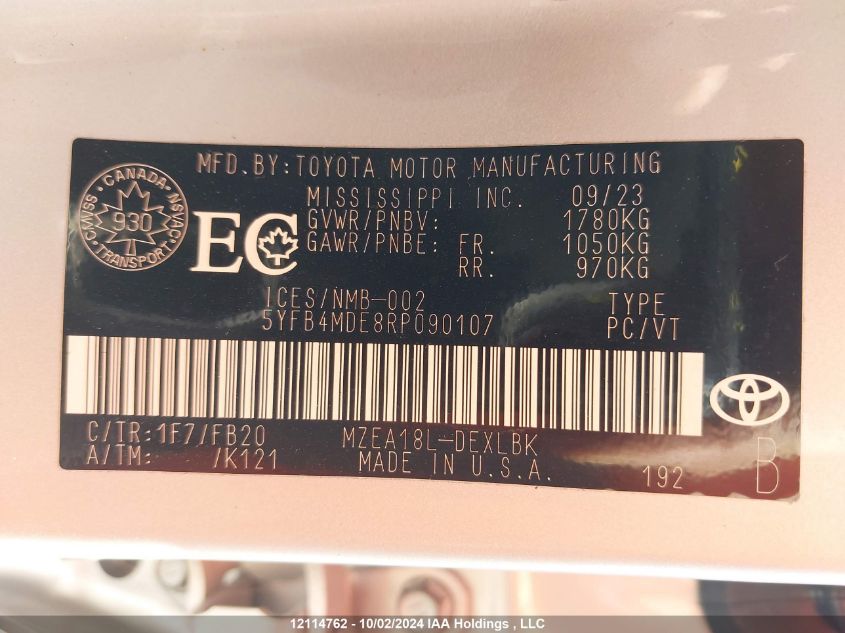 MFD.BY:TOYOTA MOTOR MANUFACTURING
MISSISSIPPI INC. 09/23
CANADA
CMVSS 930 NSVAC
TRANSPORT
EC
GVWR/PNBV: 1780KG
GAWR/PNBE: FR. 1050KG
RR. 970KG
ICES/NMB-002 TYPE
5YFB4MDE8RP090107 PC/VT
C/TR:1F7/FB20 MZEA18L-DEXLBK
A/TM: /K121 MADE IN U.S.A. 192 B
12114762 - 10/02/2024 IAA Holdings , LLC